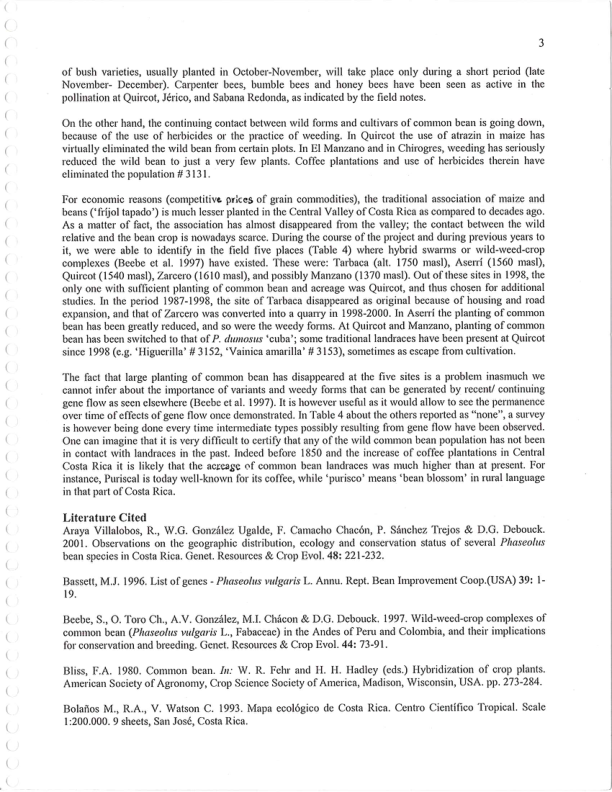 3
of bush varieties, usually planted in October-November, will take place only during a short period (late
November- December). Carpenter bees, bumble bees and honey bees have been seen as active in the
pollination at Quircot, Jérico, and Sabana Redonda, as indicated by the field notes.
On the other hand, the continuing contact between wild forms and cultivars of common bean is going down,
because of the use of herbicides or the practice of weeding. In Quircot the use of atrazin in maize has
virtually eliminated the wild bean from certain plots. In El Manzano and in Chirogres, weeding has seriously
reduced the wild bean to just a very few plants. Coffee plantations and use of herbicides therein have
eliminated the population # 3131.
For economic reasons (competitive prices of grain commodities), the traditional association of maize and
beans ('fríjol tapado') is much lesser planted in the Central Valley of Costa Rica as compared to decades ago.
As a matter of fact, the association has almost disappeared from the valley; the contact between the wild
relative and the bean crop is nowadays scarce. During the course of the project and during previous years to
it, we were able to identify in the field five places (Table 4) where hybrid swarms or wild-weed-crop
complexes (Beebe et al. 1997) have existed. These were: Tarbaca (alt. 1750 masl), Aserrí (1560 masl),
Quircot (1540 masl), Zarcero (1610 masl), and possibly Manzano (1370 masl). Out of these sites in 1998, the
only one with sufficient planting of common bean and acreage was Quircot, and thus chosen for additional
studies. In the period 1987-1998, the site of Tarbaca disappeared as original because of housing and road
expansion, and that of Zarcero was converted into a quarry in 1998-2000. In Aserrí the planting of common
bean has been greatly reduced, and so were the weedy forms. At Quircot and Manzano, planting of common
bean has been switched to that of P. dumosus 'cuba'; some traditional landraces have been present at Quircot
since 1998 (e.g. 'Higuerilla' # 3152, 'Vainica amarilla' # 3153), sometimes as escape from cultivation.
The fact that large planting of common bean has disappeared at the five sites is a problem inasmuch we
cannot infer about the importance of variants and weedy forms that can be generated by recent/ continuing
gene flow as seen elsewhere (Beebe et al. 1997). It is however useful as it would allow to see the permanence
over time of effects of gene flow once demonstrated. In Table 4 about the others reported as "none", a survey
is however being done every time intermediate types possibly resulting from gene flow have been observed.
One can imagine that it is very difficult to certify that any of the wild common bean population has not been
in contact with landraces in the past. Indeed before 1850 and the increase of coffee plantations in Central
Costa Rica it is likely that the acreage of common bean landraces was much higher than at present. For
instance, Puriscal is today well-known for its coffee, while 'purisco' means 'bean blossom' in rural language
in that part of Costa Rica.
Literature Cited
Araya Villalobos, R., W.G. González Ugalde, F. Camacho Chacón, P. Sánchez Trejos & D.G. Debouck.
2001. Observations on the geographic distribution, ecology and conservation status of several Phaseolus
bean species in Costa Rica. Genet. Resources & Crop Evol. 48: 221-232.
Bassett, M.J. 1996. List of genes - Phaseolus vulgaris L. Annu. Rept. Bean Improvement Coop.(USA) 39: 1-
19.
Beebe, S., O. Toro Ch., A.V. González, M.I. Chácon & D.G. Debouck. 1997. Wild-weed-crop complexes of
common bean (Phaseolus vulgaris L., Fabaceae) in the Andes of Peru and Colombia, and their implications
for conservation and breeding. Genet. Resources & Crop Evol. 44: 73-91.
Bliss, F.A. 1980. Common bean. In: W. R. Fehr and H. H. Hadley (eds.) Hybridization of crop plants.
American Society of Agronomy, Crop Science Society of America, Madison, Wisconsin, USA. pp. 273-284.
Bolaños M., R.A., V. Watson C. 1993. Mapa ecológico de Costa Rica. Centro Científico Tropical. Scale
1:200.000. 9 sheets, San José, Costa Rica.